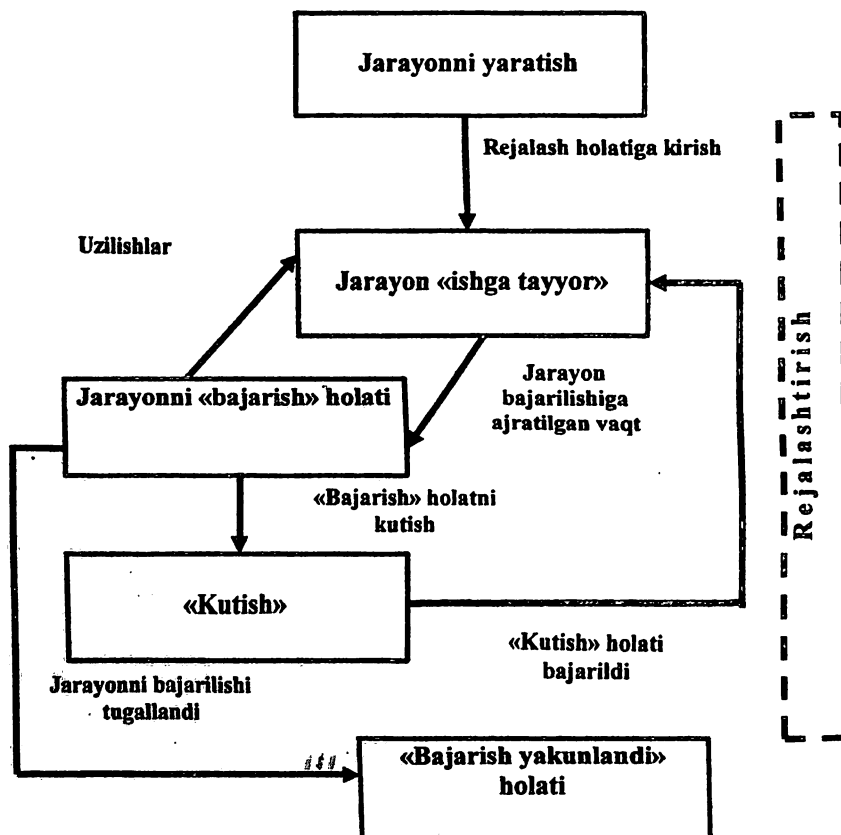 Jarayonni yaratish
Rejalash holatiga kirish
Uzilishlar
Jarayon «ishga tayyor»
Jarayonni «bajarish» holati
Jarayon
bajarilishiga
ajratilgan vaqt
Rejalashtirish
«Bajarish» holatni
kutish
«Kutish»
«Kutish» holati
bajarildi
Jarayonni bajarilishi
tugallandi
«Bajarish yakunlandi»
holati